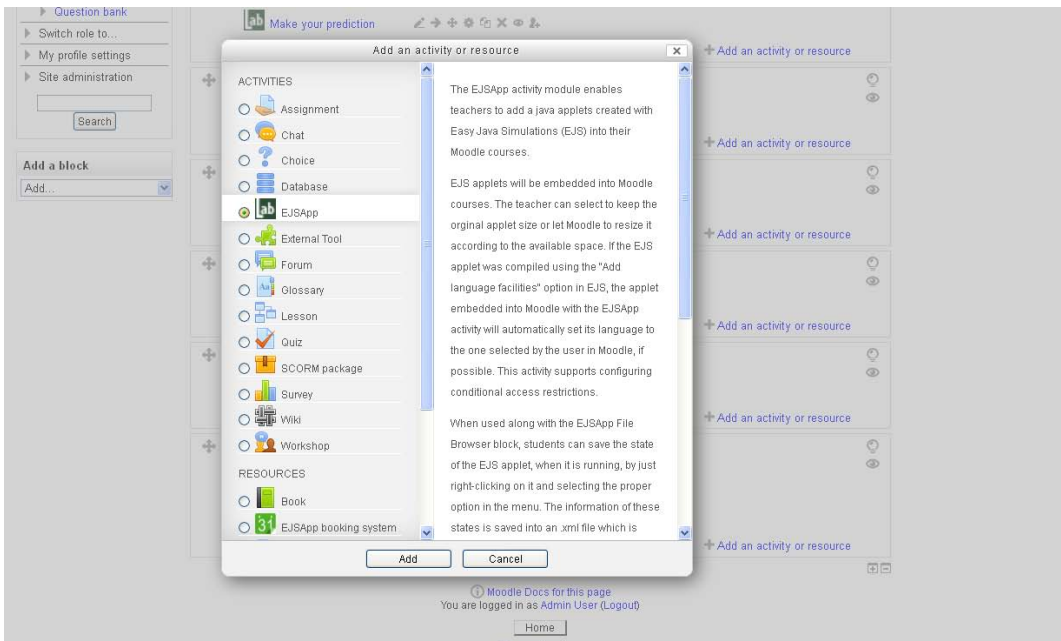 Question bank
Switch role to...
My profile settings
Site administration
Search
Add a block
Add...
Make your prediction
Add an activity or resource
Add an activity or resource
Add an activity or resource
Add an activity or resource
Add an activity or resource
Add an activity or resource
Add an activity or resource
ACTIVITIES
Assignment
Chat
Choice
Database
EJSApp
External Tool
Forum
Glossary
Lesson
Quiz
SCORM package
Survey
Wiki
Workshop
RESOURCES
Book
EJSApp booking system
The EJSApp activity module enables
teachers to add a java applets created with
Easy Java Simulations (EJS) into their
Moodle courses.
EJS applets will be embedded into Moodle
courses. The teacher can select to keep the
orginal applet size or let Moodle to resize it
according to the available space. If the EJS
applet was compiled using the "Add
language facilities" option in EJS, the applet
embedded into Moodle with the EJSApp
activity will automatically set its language to
the one selected by the user in Moodle, if
possible. This activity supports configuring
conditional access restrictions.
When used along with the EJSApp File
Browser block, students can save the state
of the EJS applet, when it is running, by just
right-clicking on it and selecting the proper
option in the menu. The information of these
states is saved into an .xml file which is
Add
Cancel
Moodle Docs for this page
You are logged in as Admin User (Logout)
Home